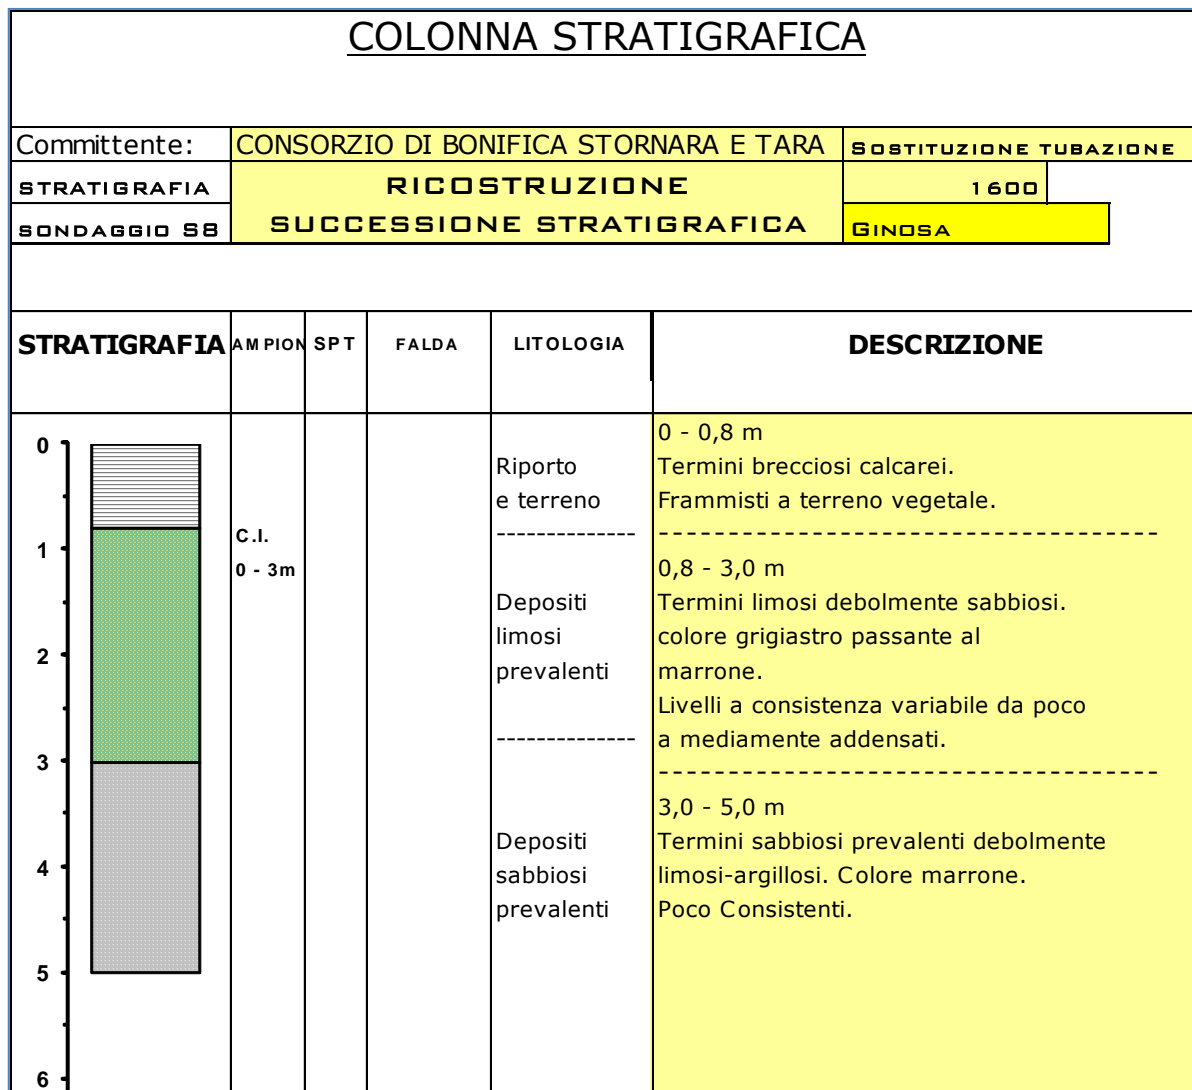 COLONNA STRATIGRAFICA
Committente: CONSORZIO DI BONIFICA STORNARA E TARA SOSTITUZIONE TUBAZIONE
STRATIGRAFIA RICOSTRUZIONE 1600
SONDAGGIO S8 SUCCESSIONE STRATIGRAFICA GINOSA
STRATIGRAFIA AMPION SPT FALDA LITOLOGIA DESCRIZIONE
0
1
2
3
4
5
6
C.I.
0 - 3m
Riporto
e terreno
--------------
Depositi
limosi
prevalenti
--------------
Depositi
sabbiosi
prevalenti
0 - 0,8 m
Termini brecciosi calcarei.
Frammisti a terreno vegetale.
------------------------------------
0,8 - 3,0 m
Termini limosi debolmente sabbiosi.
colore grigiastro passante al
marrone.
Livelli a consistenza variabile da poco
a mediamente addensati.
------------------------------------
3,0 - 5,0 m
Termini sabbiosi prevalenti debolmente
limosi-argillosi. Colore marrone.
Poco Consistenti.